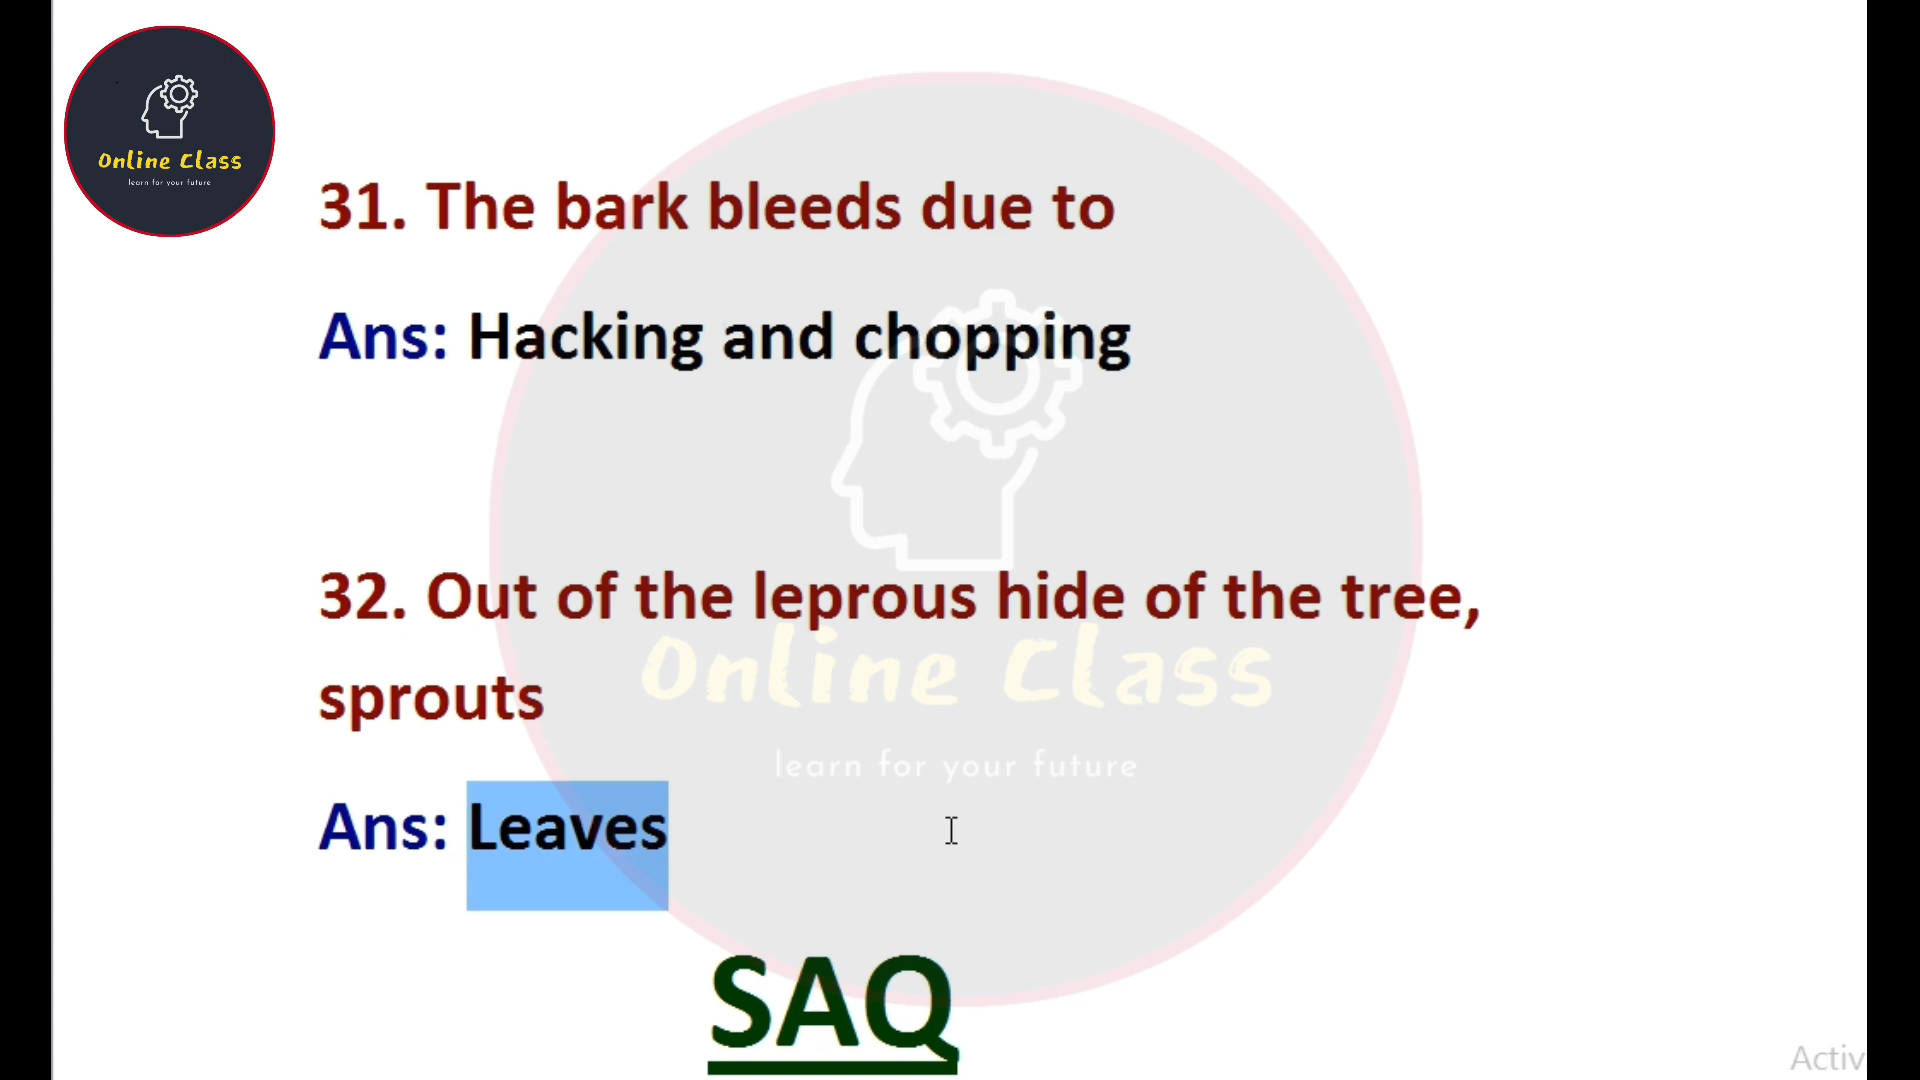 Online Class
learn for your future
31. The bark bleeds due to
Ans: Hacking and chopping
32. Out of the leprous hide of the tree,
sprouts
Online Class
learn for your future
Ans: Leaves
SAQ
Activ